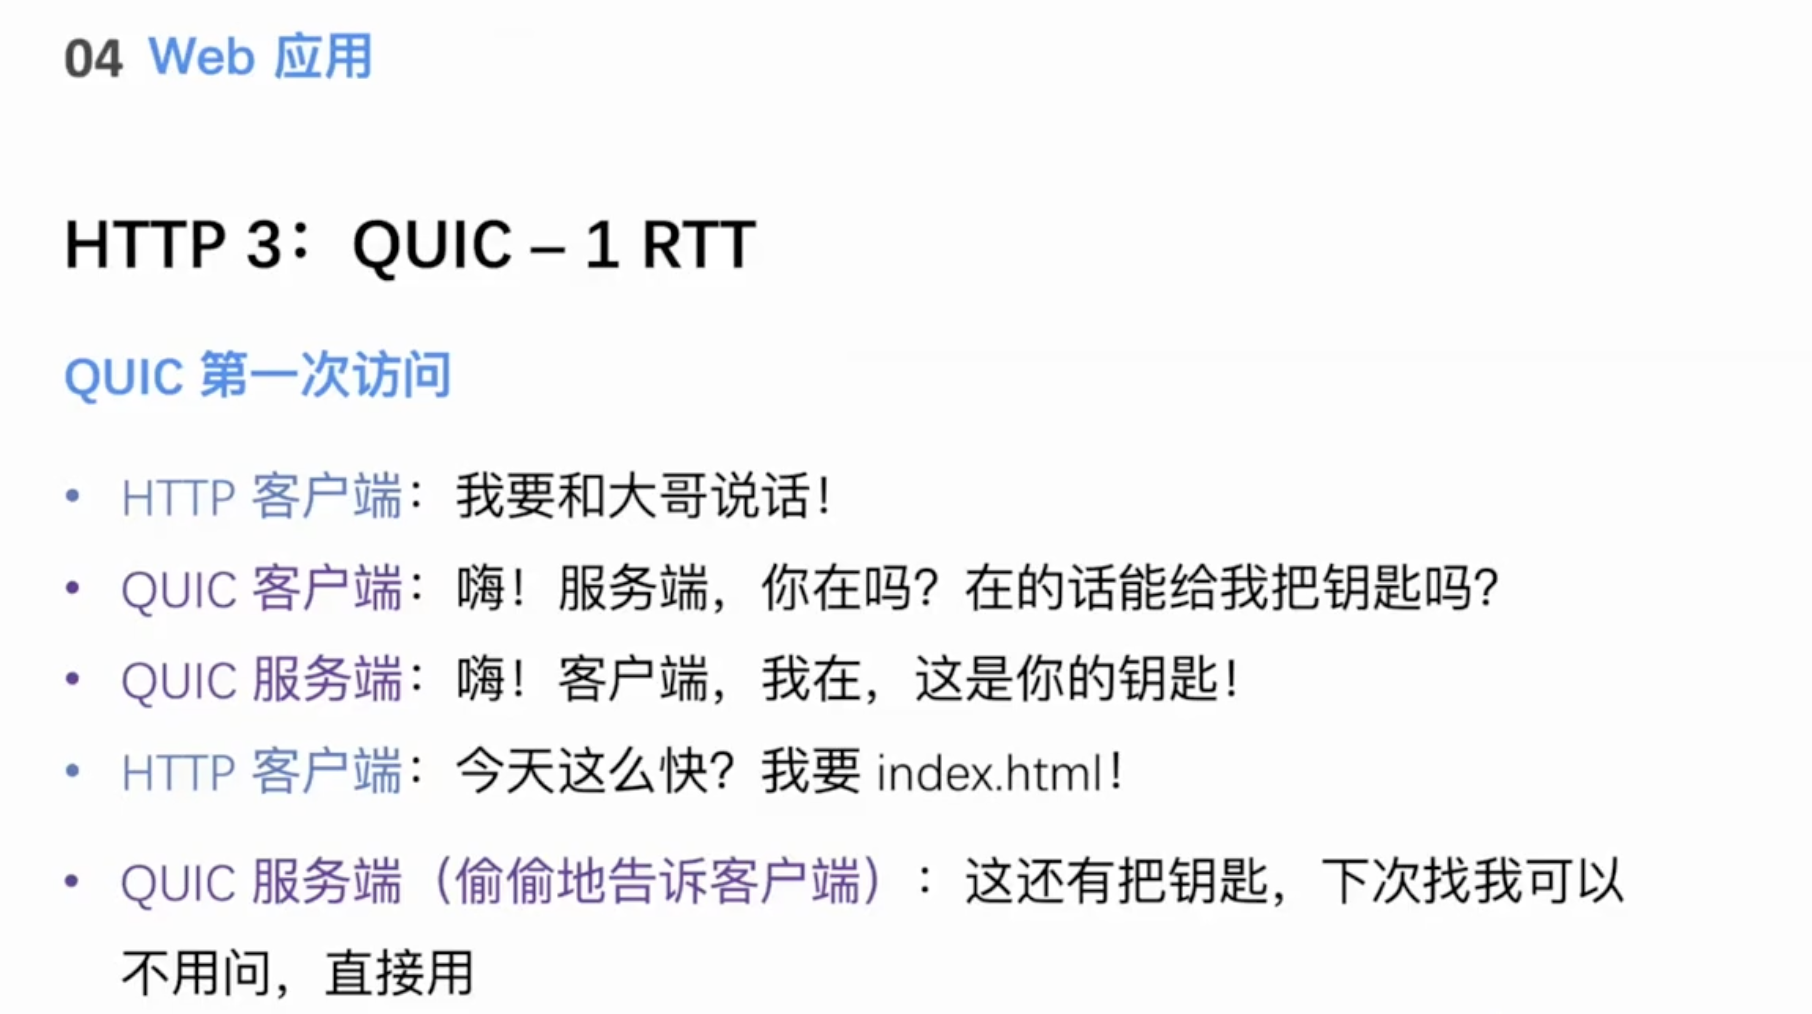 04 Web 应用
HTTP 3：QUIC – 1 RTT
QUIC 第一次访问
• HTTP 客户端：我要和大哥说话！
• QUIC 客户端：嗨！服务端，你在吗？在的话能给我把钥匙吗？
• QUIC 服务端：嗨！客户端，我在，这是你的钥匙！
• HTTP 客户端：今天这么快？我要 index.html！
• QUIC 服务端（偷偷地告诉客户端）：这还有把钥匙，下次找我可以
不用问，直接用